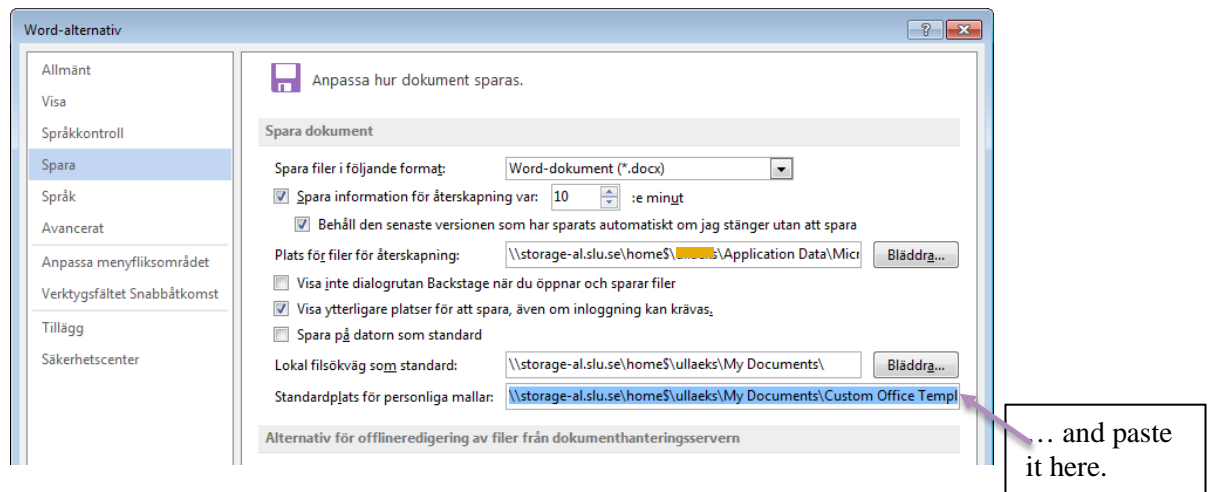 Word-alternativ
Allmänt
Visa
Språkkontroll
Spara
Språk
Avancerat
Anpassa menyfliksområdet
Verktygsfältet Snabbåtkomst
Tillägg
Säkerhetscenter
Anpassa hur dokument sparas.
Spara dokument
Spara filer i följande format: Word-dokument (*.docx)
Spara information för återskapning var: 10 :e minut
Behåll den senaste versionen som har sparats automatiskt om jag stänger utan att spara
Plats för filer för återskapning: \\storage-al.slu.se\home$\ \Application Data\Micr Bläddra...
Visa inte dialogrutan Backstage när du öppnar och sparar filer
Visa ytterligare platser för att spara, även om inloggning kan krävas.
Spara på datorn som standard
Lokal filsökväg som standard: \\storage-al.slu.se\home$\ullaeks\My Documents\ Bläddra...
Standardplats för personliga mallar: \\storage-al.slu.se\home$\ullaeks\My Documents\Custom Office Templ
Alternativ för offlineredigering av filer från dokumenthanteringsservern
… and paste
it here.